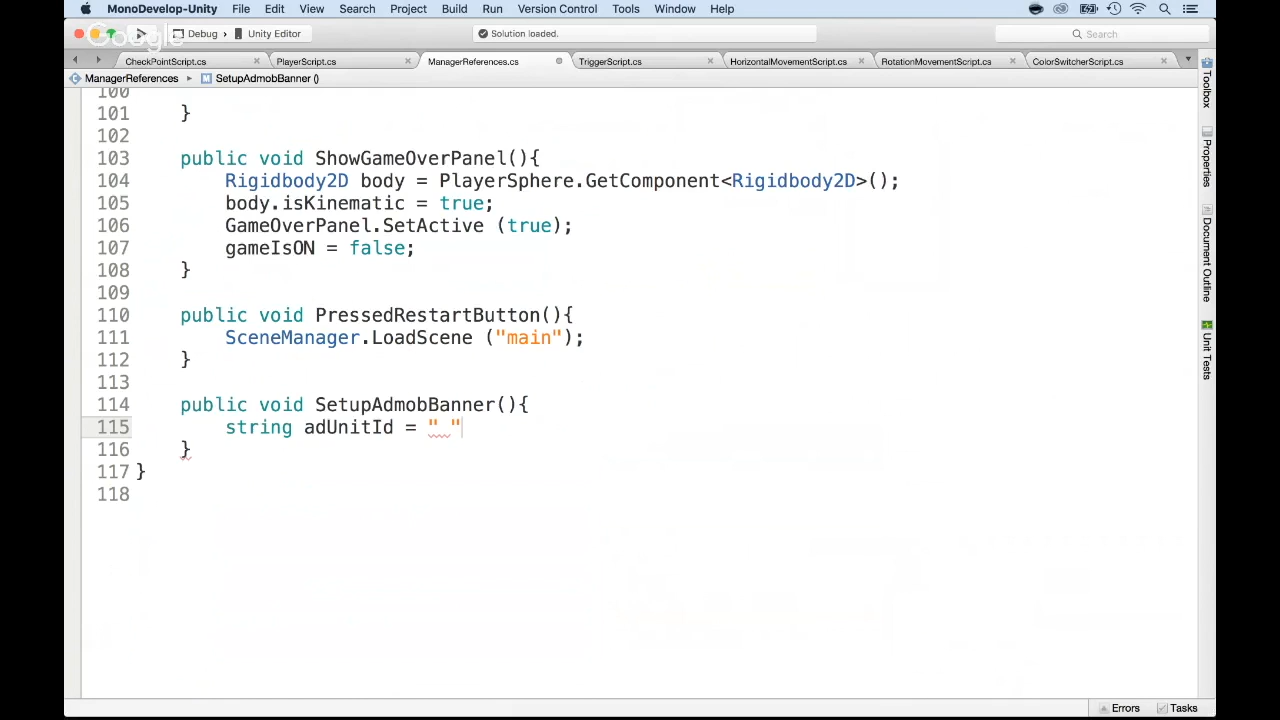 MonoDevelop-Unity File Edit View Search Project Build Run Version Control Tools Window Help
Google
Debug › Unity Editor Solution loaded. Search
CheckPointScript.cs PlayerScript.cs ManagerReferences.cs TriggerScript.cs HorizontalMovementScript.cs RotationMovementScript.cs ColorSwitcherScript.cs
ManagerReferences SetupAdmobBanner ()
100
101 }
102
103 public void ShowGameOverPanel(){
104 Rigidbody2D body = PlayerSphere.GetComponent<Rigidbody2D>();
105 body.isKinematic = true;
106 GameOverPanel.SetActive (true);
107 gameIsON = false;
108 }
109
110 public void PressedRestartButton(){
111 SceneManager.LoadScene ("main");
112 }
113
114 public void SetupAdmobBanner(){
115 string adUnitId = " "
116 }
117 }
118
Toolbox
Properties
Document Outline
Unit Tests
Errors Tasks